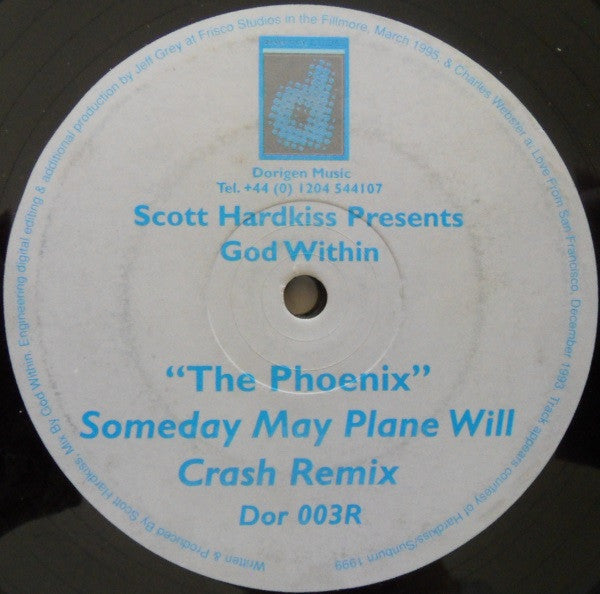 Dorigen Music
Tel. +44 (0) 1204 544107
Scott Hardkiss Presents
God Within
"The Phoenix"
Someday May Plane Will
Crash Remix
Dor 003R
Written & Produced By Scott Hardkiss. Mix By God Within. Engineering digital editing & additional production by Jeff Grey at Frisco Studios in the Fillmore, March 1995, & Charles Webster at Love From San Francisco, December 1993. Track appears courtesy of Hardkiss/Sunburn 1999